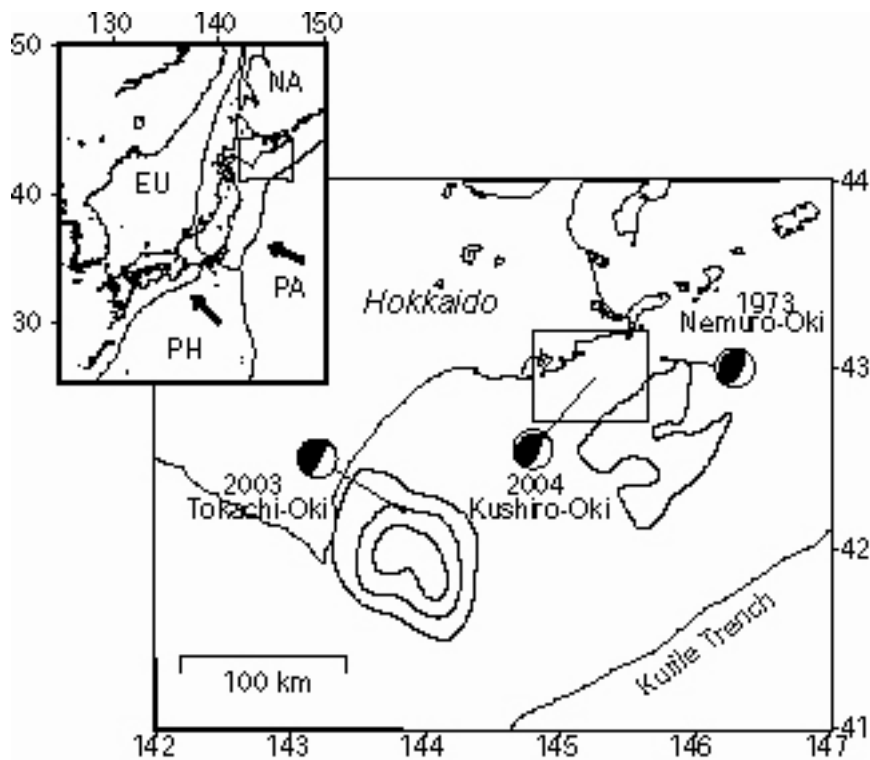 130 140 150
50
NA
EU
40
PA
30
PH
44
Hokkaido
1973
Nemuro-Oki
43
2003
Tokachi-Oki
2004
Kushiro-Oki
42
Kurile Trench
100 km
41
142 143 144 145 146 147